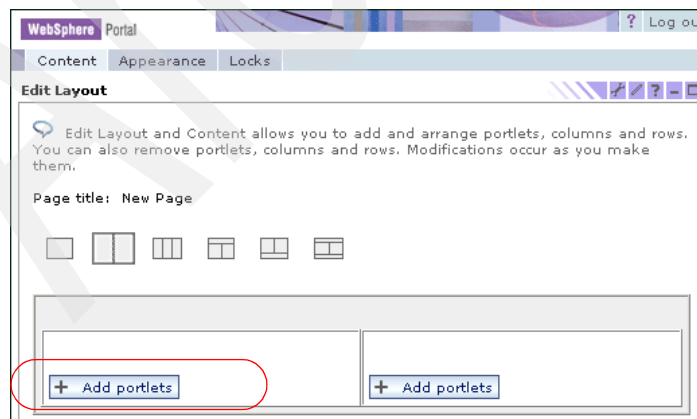 WebSphere Portal
? Log ou
Content Appearance Locks
Edit Layout
?
Edit Layout and Content allows you to add and arrange portlets, columns and rows.
You can also remove portlets, columns and rows. Modifications occur as you make
them.
Page title: New Page
+ Add portlets
+ Add portlets